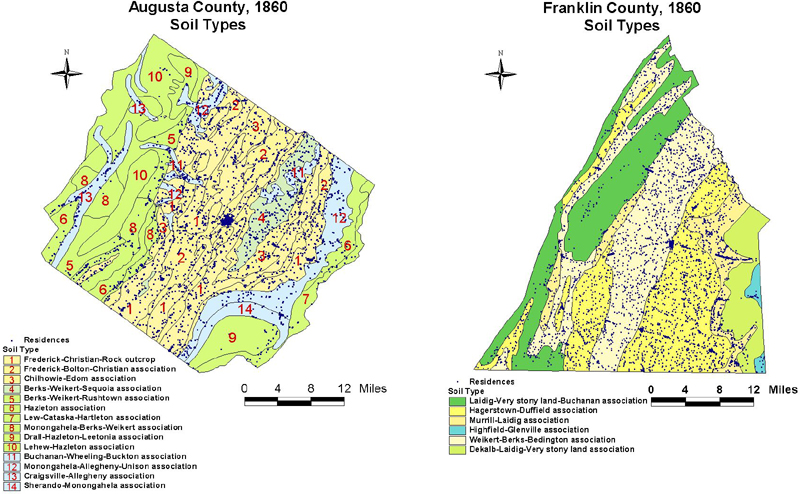 Augusta County, 1860
Soil Types
N
10
9
13
12
2
3
5
2
11
11
10
2
8
12
13
8
1
4
12
6
1
8
8
3
3
6
2
1
5
6
1
7
1
1
14
1
1
9
Residences
Soil Type
1 Frederick-Christian-Rock outcrop
2 Frederick-Bolton-Christian association
3 Chilhowie-Edom association
4 Berks-Weikert-Sequoia association
5 Berks-Weikert-Rushtown association
6 Hazleton association
7 Lew-Cataska-Hartleton association
8 Monongahela-Berks-Weikert association
9 Drall-Hazleton-Leetonia association
10 Lehew-Hazleton association
11 Buchanan-Wheeling-Buckton association
12 Monongahela-Allegheny-Unison association
13 Craigsville-Allegheny association
14 Sherando-Monongahela association
0 2 4 8 12 Miles
Franklin County, 1860
Soil Types
N
Residences
Soil Type
Laidig-Very stony land-Buchanan association
Hagerstown-Duffield association
Murrill-Laidig association
Highfield-Glenville association
Weikert-Berks-Bedington association
Dekalb-Laidig-Very stony land association
0 2 4 8 12 Miles